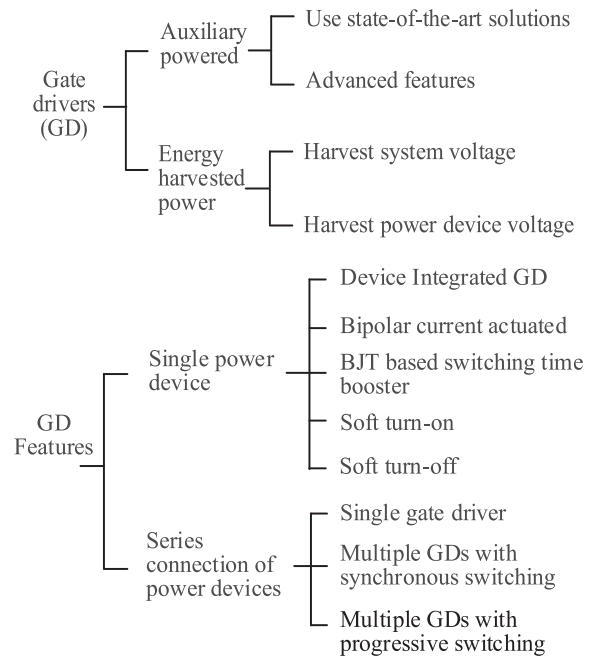 Gate
drivers
(GD)
Auxiliary
powered
Use state-of-the-art solutions
Advanced features
Energy
harvested
power
Harvest system voltage
Harvest power device voltage
GD
Features
Single power
device
Device Integrated GD
Bipolar current actuated
BJT based switching time
booster
Soft turn-on
Soft turn-off
Series
connection of
power devices
Single gate driver
Multiple GDs with
synchronous switching
Multiple GDs with
progressive switching